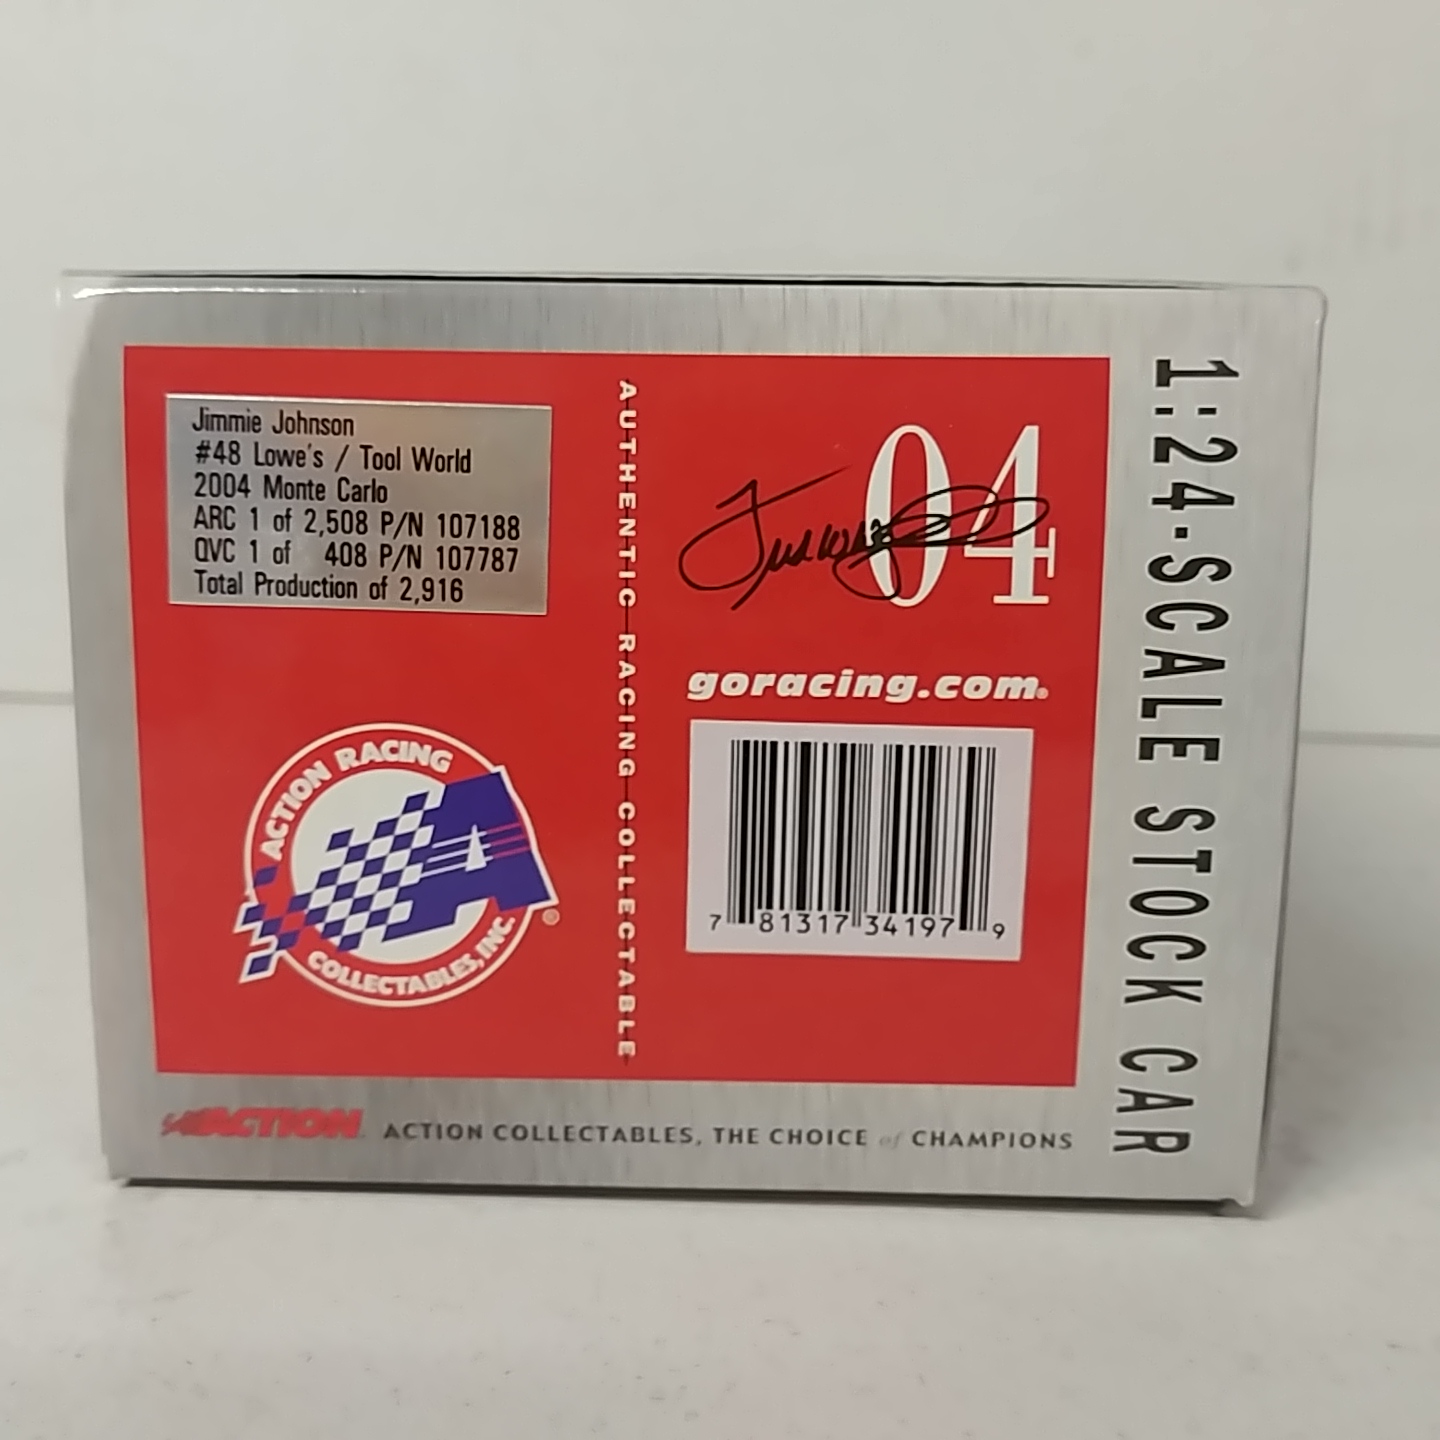 Jimmie Johnson
#48 Lowe's / Tool World
2004 Monte Carlo
ARC 1 of 2,508 P/N 107188
QVC 1 of 408 P/N 107787
Total Production of 2,916
ACTION RACING
COLLECTABLES, INC.
®
AUTHENTIC RACING COLLECTABLE
04
goracing.com®
7 81317 34197 9
ACTION
ACTION COLLECTABLES, THE CHOICE of CHAMPIONS
1:24-SCALE STOCK CAR